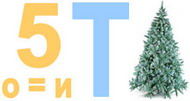 5 Т
о = и